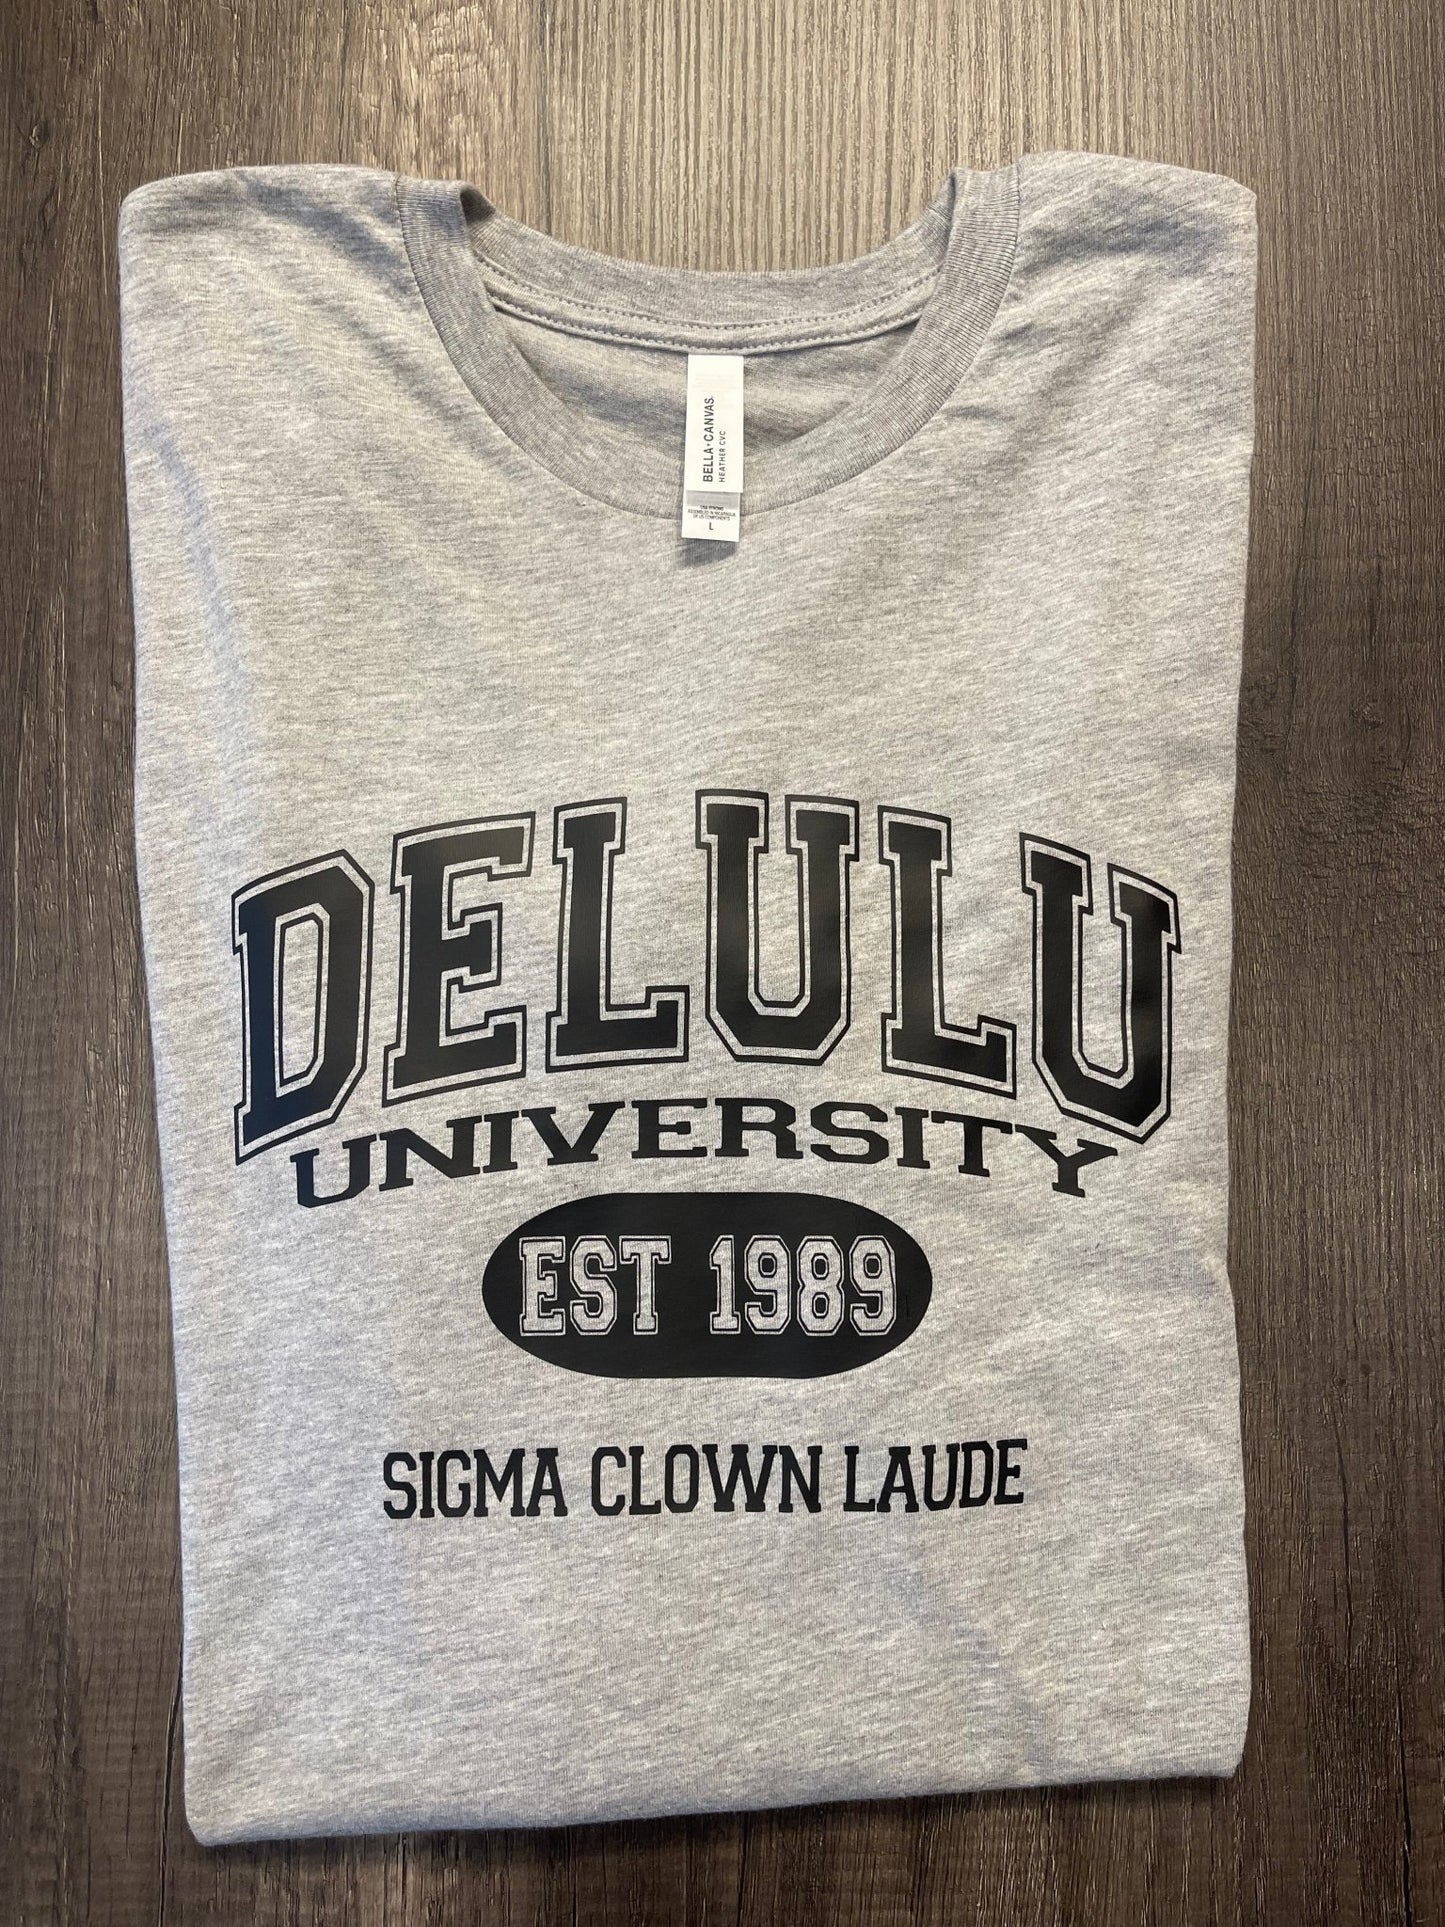 BELLA+CANVAS.
HEATHER CVC
L
DELULU
UNIVERSITY
EST 1989
SIGMA CLOWN LAUDE